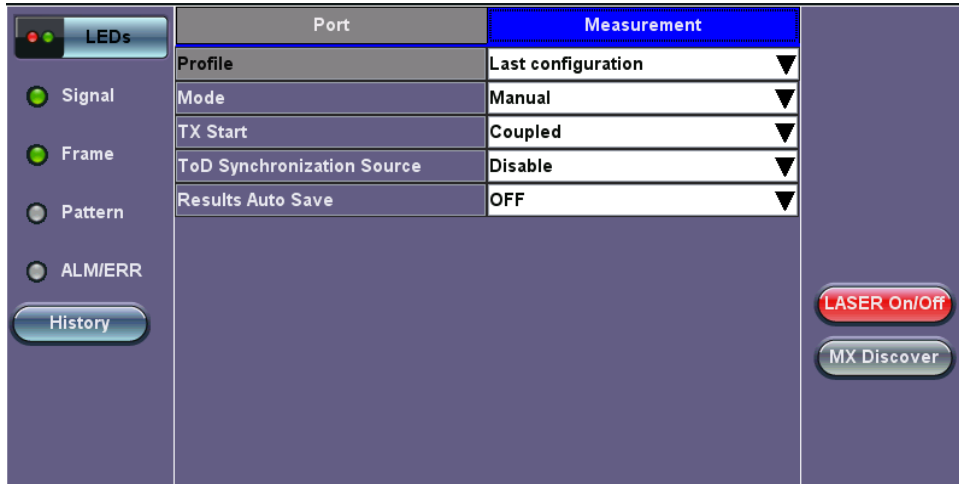 LEDs
Signal
Frame
Pattern
ALM/ERR
History
Port Measurement
Profile Last configuration
Mode Manual
TX Start Coupled
ToD Synchronization Source Disable
Results Auto Save OFF
LASER On/Off
MX Discover